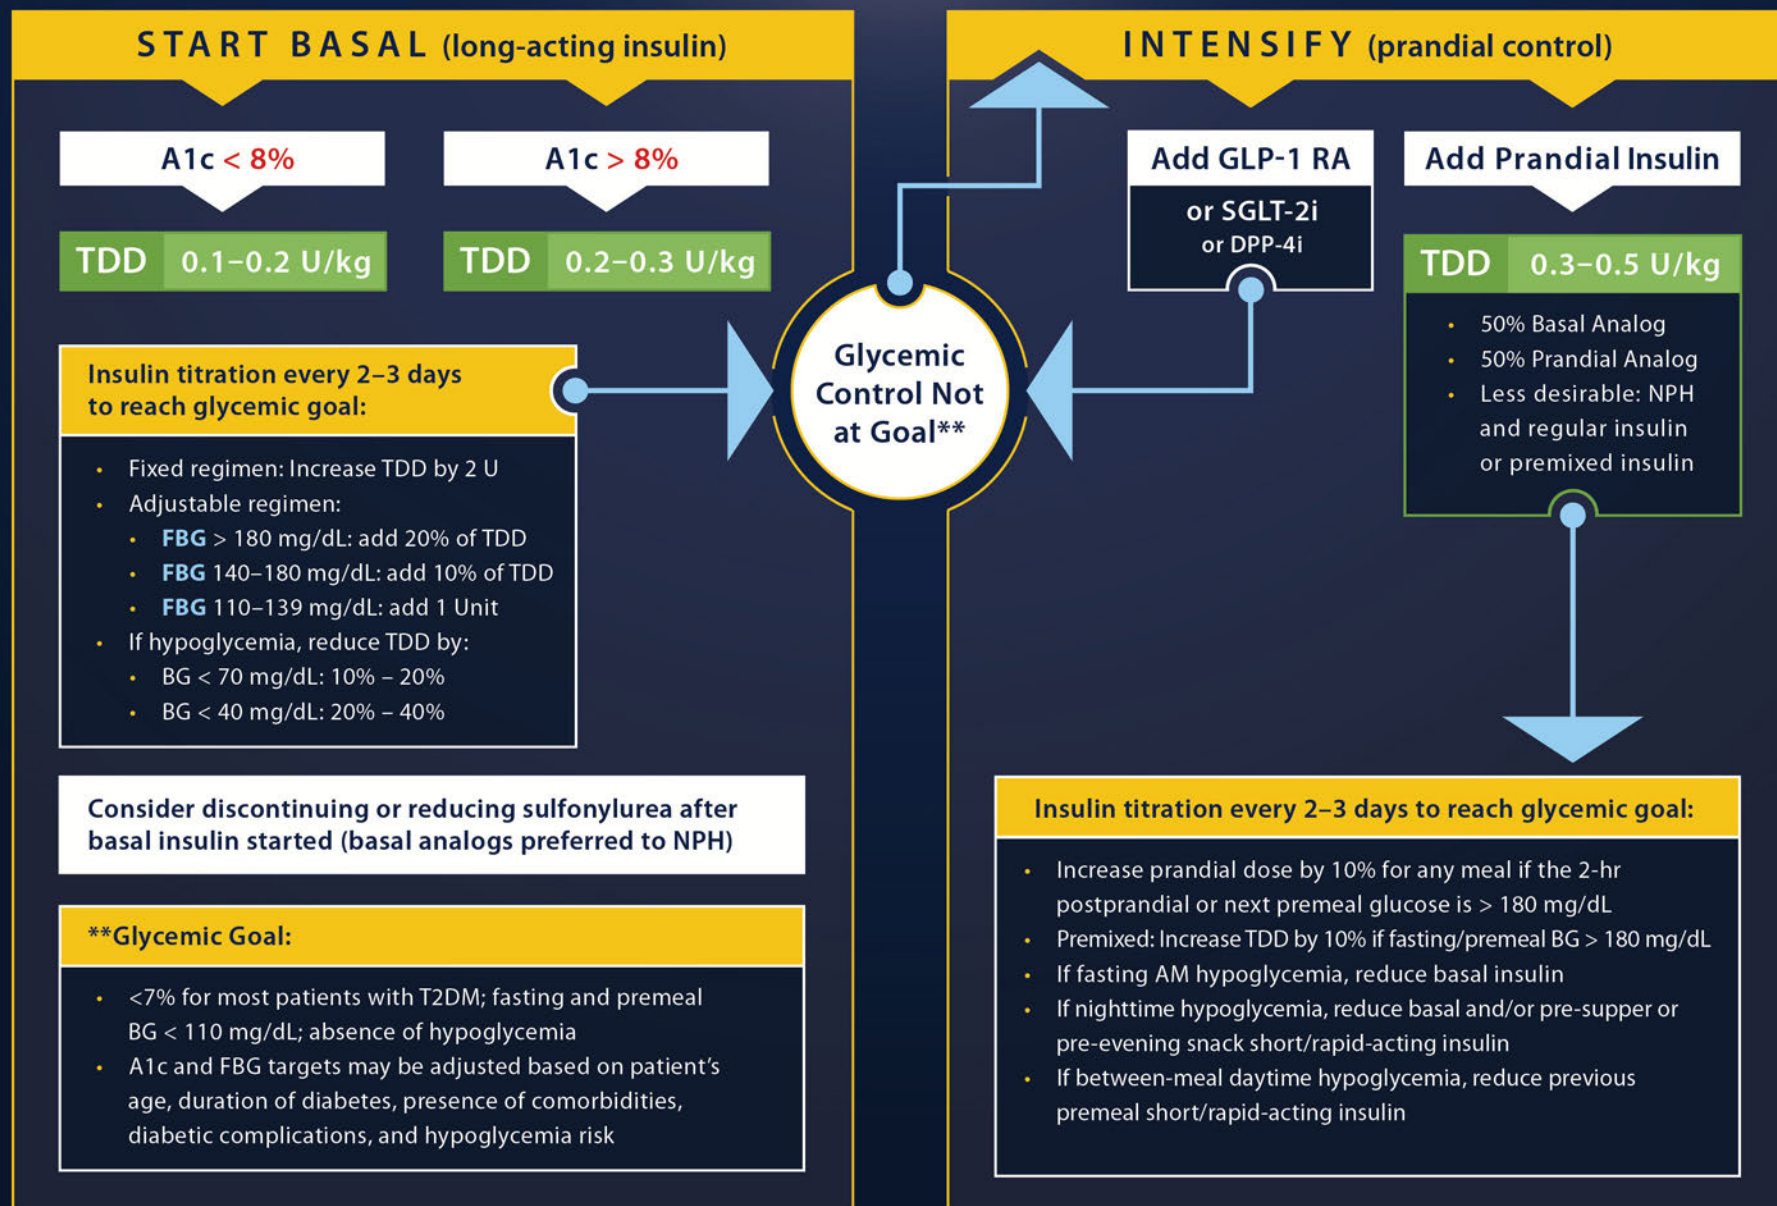 START BASAL (long-acting insulin)
A1c < 8%
A1c > 8%
TDD 0.1–0.2 U/kg
TDD 0.2–0.3 U/kg
Insulin titration every 2–3 days
to reach glycemic goal:
• Fixed regimen: Increase TDD by 2 U
• Adjustable regimen:
• FBG > 180 mg/dL: add 20% of TDD
• FBG 140–180 mg/dL: add 10% of TDD
• FBG 110–139 mg/dL: add 1 Unit
• If hypoglycemia, reduce TDD by:
• BG < 70 mg/dL: 10% – 20%
• BG < 40 mg/dL: 20% – 40%
Consider discontinuing or reducing sulfonylurea after
basal insulin started (basal analogs preferred to NPH)
**Glycemic Goal:
• <7% for most patients with T2DM; fasting and premeal
BG < 110 mg/dL; absence of hypoglycemia
• A1c and FBG targets may be adjusted based on patient's
age, duration of diabetes, presence of comorbidities,
diabetic complications, and hypoglycemia risk
Glycemic
Control Not
at Goal**
INTENSIFY (prandial control)
Add GLP-1 RA
or SGLT-2i
or DPP-4i
Add Prandial Insulin
TDD 0.3–0.5 U/kg
• 50% Basal Analog
• 50% Prandial Analog
• Less desirable: NPH
and regular insulin
or premixed insulin
Insulin titration every 2–3 days to reach glycemic goal:
• Increase prandial dose by 10% for any meal if the 2-hr
postprandial or next premeal glucose is > 180 mg/dL
• Premixed: Increase TDD by 10% if fasting/premeal BG > 180 mg/dL
• If fasting AM hypoglycemia, reduce basal insulin
• If nighttime hypoglycemia, reduce basal and/or pre-supper or
pre-evening snack short/rapid-acting insulin
• If between-meal daytime hypoglycemia, reduce previous
premeal short/rapid-acting insulin